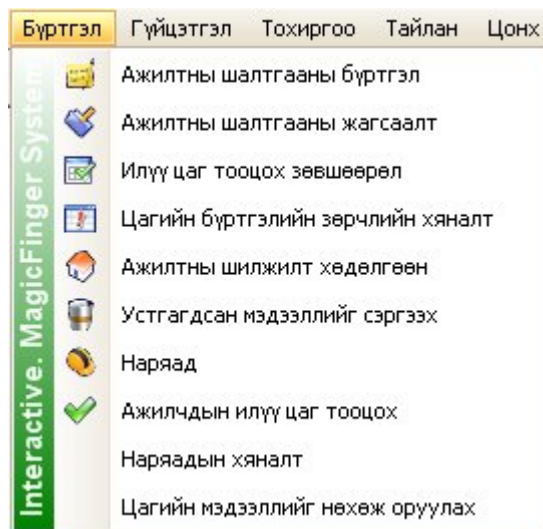 Бүртгэл Гүйцэтгэл Тохиргоо Тайлан Цонх
Ажилтны шалтгааны бүртгэл
Ажилтны шалтгааны жагсаалт
Илүү цаг тооцох зөвшөөрөл
Цагийн бүртгэлийн зөрчлийн хяналт
Ажилтны шилжилт хөдөлгөөн
Устгагдсан мэдээллийг сэргээх
Наряад
Ажилчдын илүү цаг тооцох
Наряадын хяналт
Цагийн мэдээллийг нөхөж оруулах
Interactive. MagicFinger System